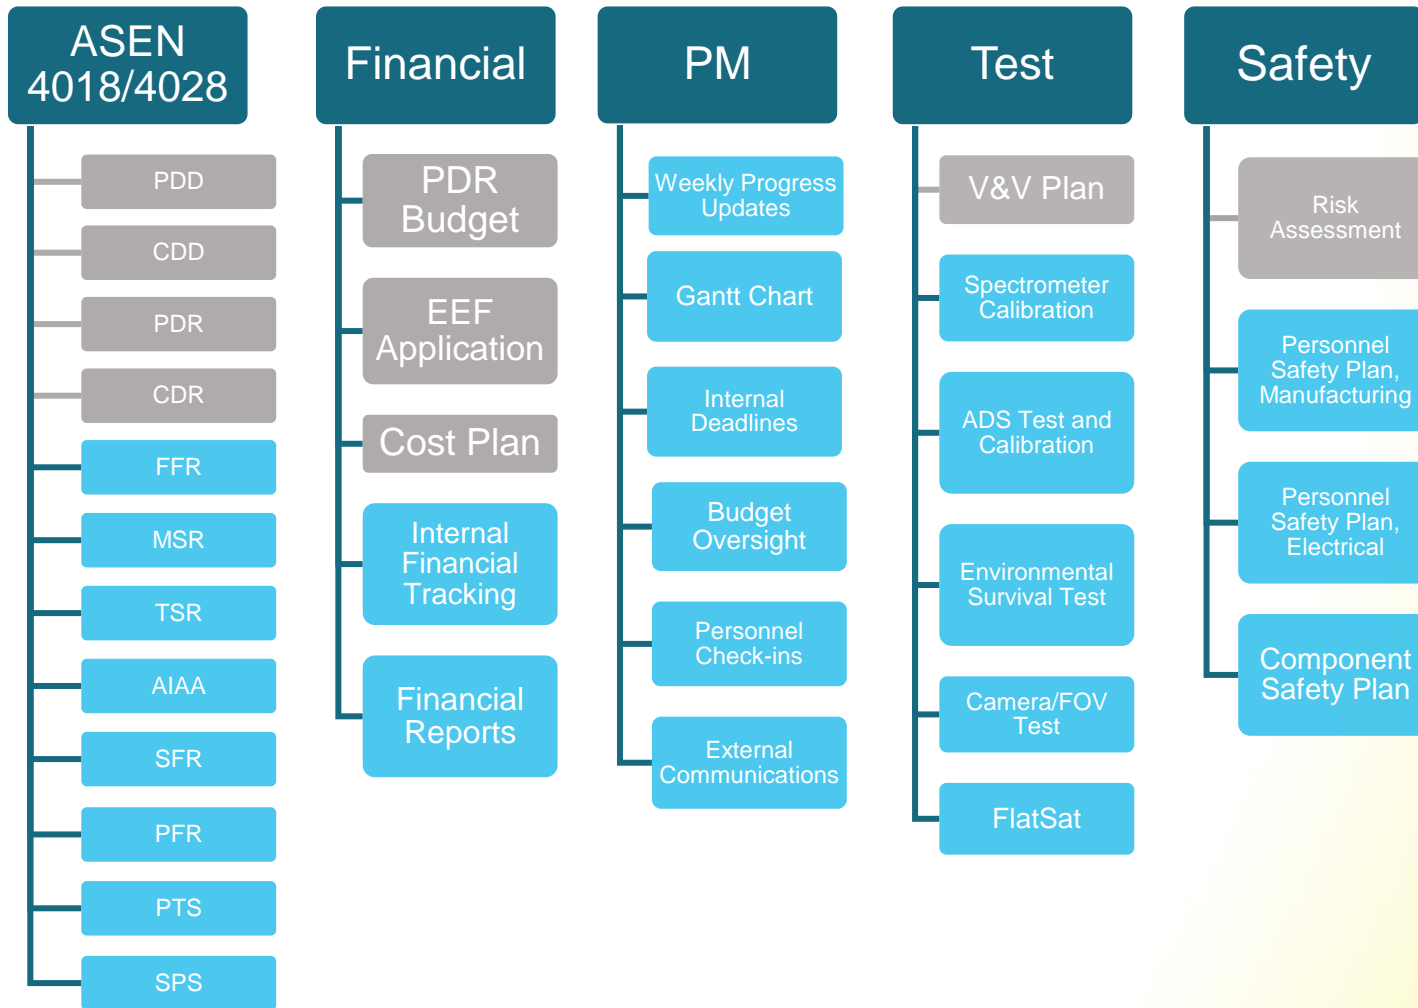 ASEN
4018/4028
PDD
CDD
PDR
CDR
FFR
MSR
TSR
AIAA
SFR
PFR
PTS
SPS
Financial
PDR
Budget
EEF
Application
Cost Plan
Internal
Financial
Tracking
Financial
Reports
PM
Weekly Progress
Updates
Gantt Chart
Internal
Deadlines
Budget
Oversight
Personnel
Check-ins
External
Communications
Test
V&V Plan
Spectrometer
Calibration
ADS Test and
Calibration
Environmental
Survival Test
Camera/FOV
Test
FlatSat
Safety
Risk
Assessment
Personnel
Safety Plan,
Manufacturing
Personnel
Safety Plan,
Electrical
Component
Safety Plan